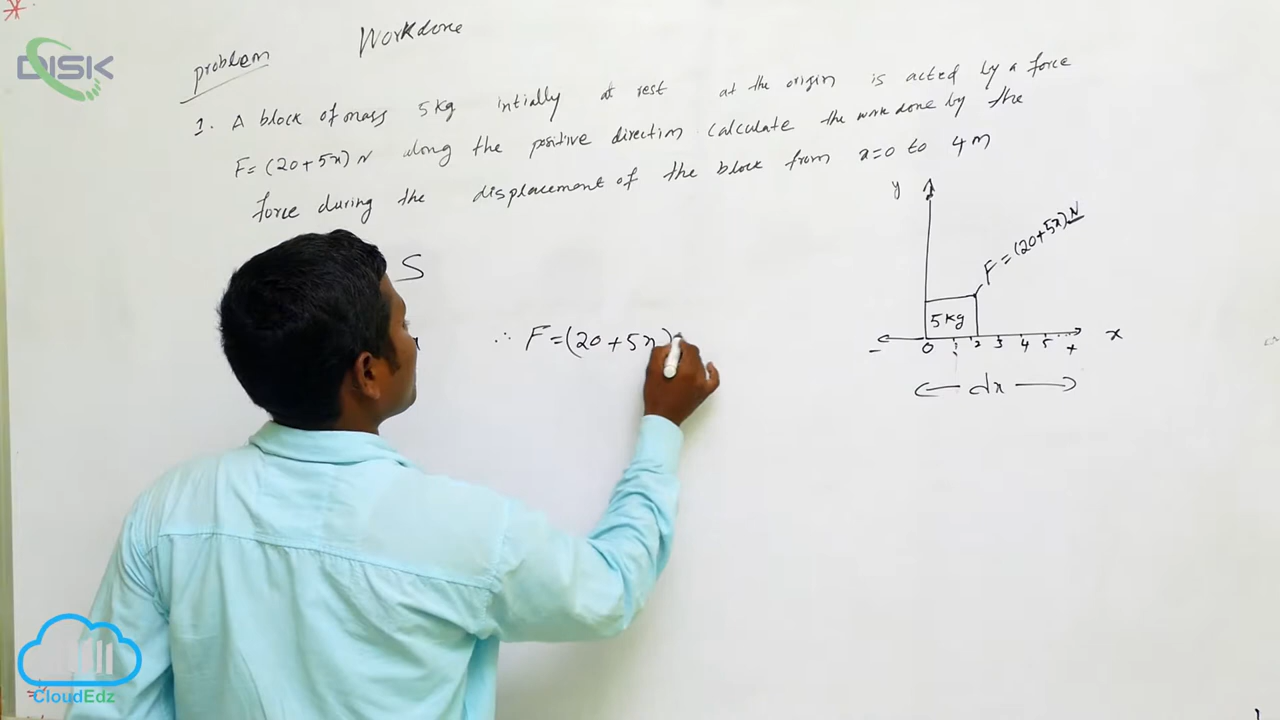 DISK
problem
Workdone
1. A block of mass 5kg intially at rest at the origin is acted by a force
F=(20+5x)N along the positive direction. calculate the work done by the
force during the displacement of the block from x=0 to 4m
S
∴ F=(20+5x)
y
F=(20+5x)N
5kg
- 0 1 2 3 4 5 + x
dx
CloudEdz